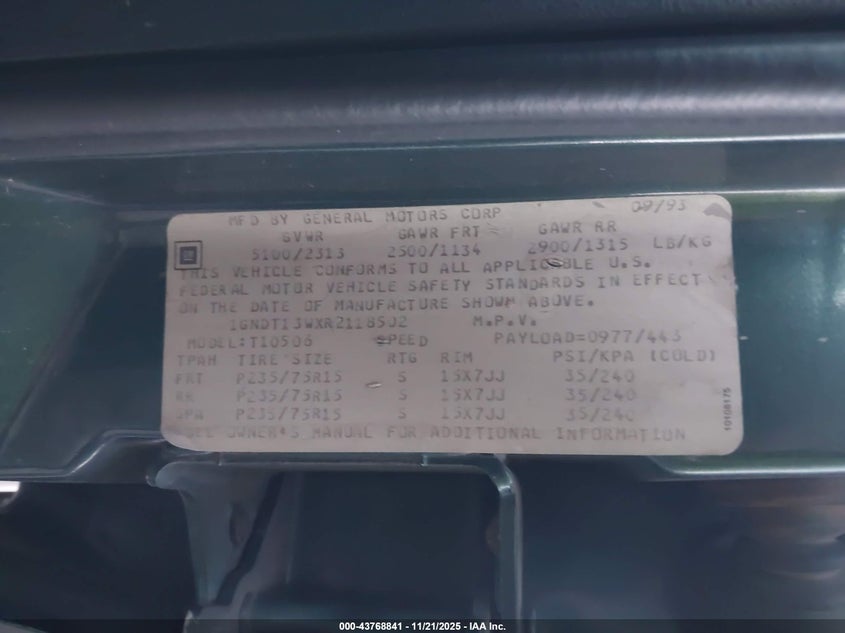 MFD BY GENERAL MOTORS CORP 09/93
GVWR GAWR FRT GAWR RR
GM 5100/2313 2500/1134 2900/1315 LB/KG
THIS VEHICLE CONFORMS TO ALL APPLICABLE U.S.
FEDERAL MOTOR VEHICLE SAFETY STANDARDS IN EFFECT
ON THE DATE OF MANUFACTURE SHOWN ABOVE.
1GNDT13WXR2118502 M.P.V.
MODEL:T10506 SPEED PAYLOAD=0977/443
TPAH TIRE SIZE RTG RIM PSI/KPA (COLD)
FRT P235/75R15 S 15X7JJ 35/240
RR P235/75R15 S 15X7JJ 35/240
SPA P235/75R15 S 15X7JJ 35/240
SEE OWNER'S MANUAL FOR ADDITIONAL INFORMATION
10108175
000-43768841 - 11/21/2025 - IAA Inc.